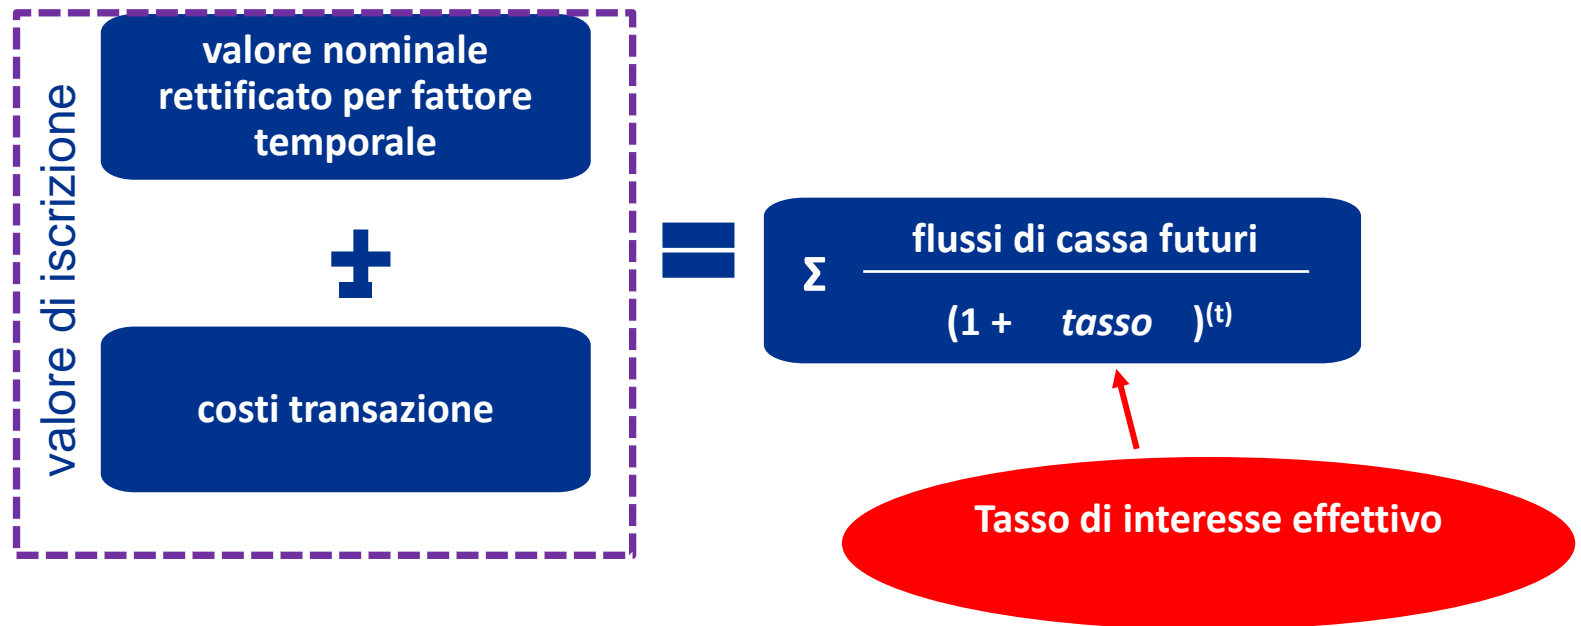 valore di iscrizione
valore nominale
rettificato per fattore
temporale
±
costi transazione
=
Σ
flussi di cassa futuri
(1 + tasso )(t)
Tasso di interesse effettivo